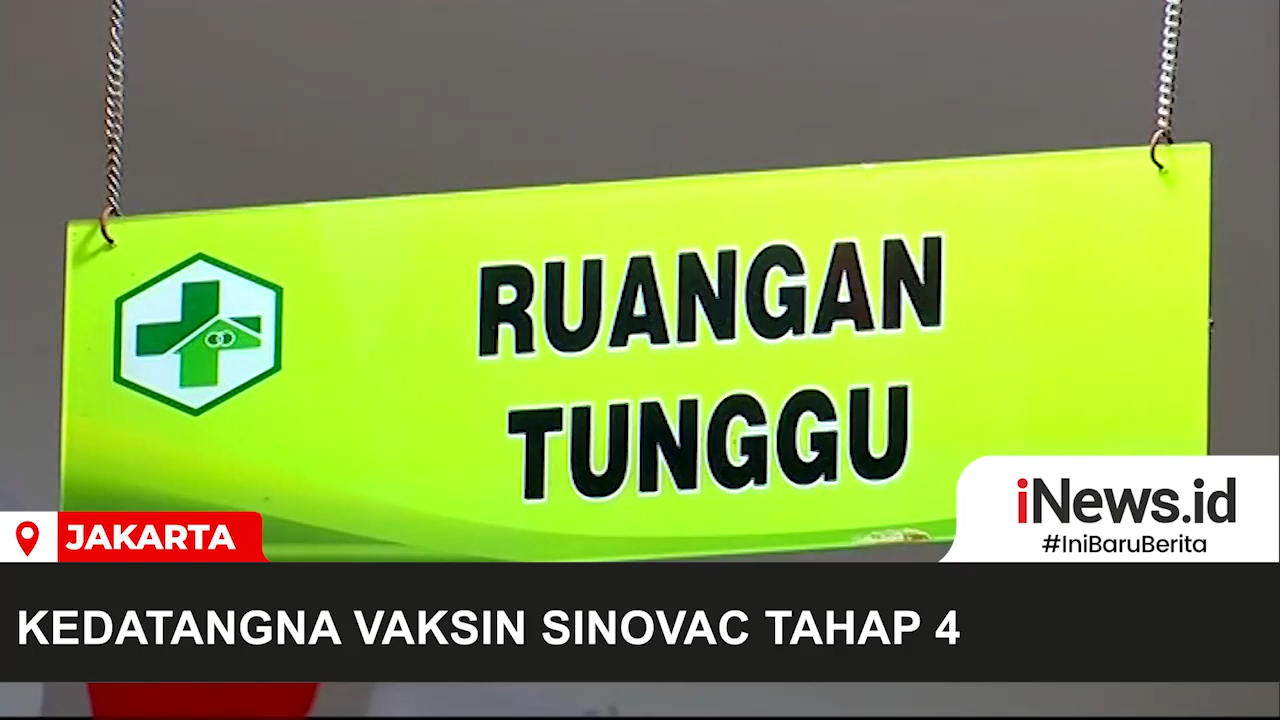 RUANGAN
TUNGGU
iNews.id
#IniBaruBerita
JAKARTA
KEDATANGNA VAKSIN SINOVAC TAHAP 4